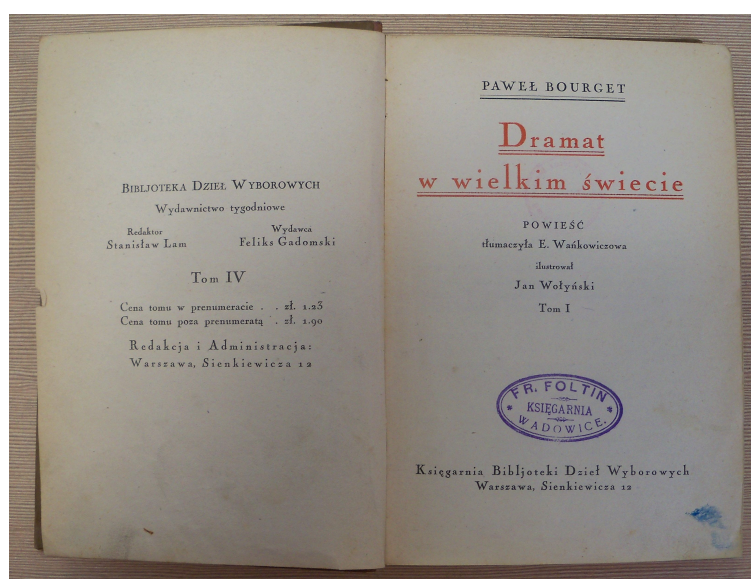 BIBLJOTEKA DZIEŁ WYBOROWYCH
Wydawnictwo tygodniowe
Redaktor
Stanisław Lam
Wydawca
Feliks Gadomski
Tom IV
Cena tomu w prenumeracie . . zł. 1.23
Cena tomu poza prenumeratą . zł. 1.90
Redakcja i Administracja:
Warszawa, Sienkiewicza 12
PAWEŁ BOURGET
Dramat
w wielkim świecie
POWIEŚĆ
tłumaczyła E. Wańkowiczowa
ilustrował
Jan Wołyński
Tom I
FR. FOLTIN
KSIĘGARNIA
WADOWICE.
Księgarnia Bibljoteki Dzieł Wyborowych
Warszawa, Sienkiewicza 12